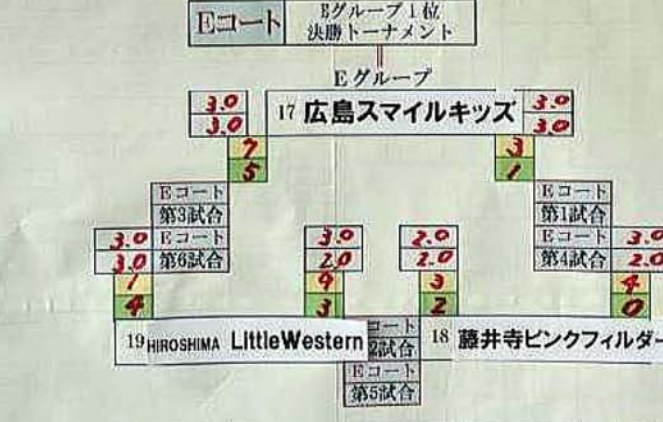 Eコート
Eグループ1位
決勝トーナメント
Eグループ
3.0
3.0
17 広島スマイルキッズ
3.0
3.0
7
5
3
1
Eコート
第3試合
Eコート
第6試合
Eコート
第1試合
Eコート
第4試合
3.0
3.0
1
4
3.0
2.0
9
3
2.0
2.0
3
2
3.0
2.0
4
0
19 HIROSHIMA LittleWestern
コート
2試合
18 藤井寺ピンクフィルダー
Eコート
第5試合